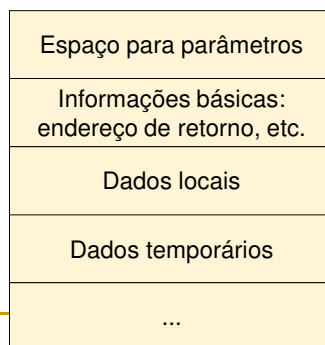 Espaço para parâmetros
Informações básicas:
endereço de retorno, etc.
Dados locais
Dados temporários
...